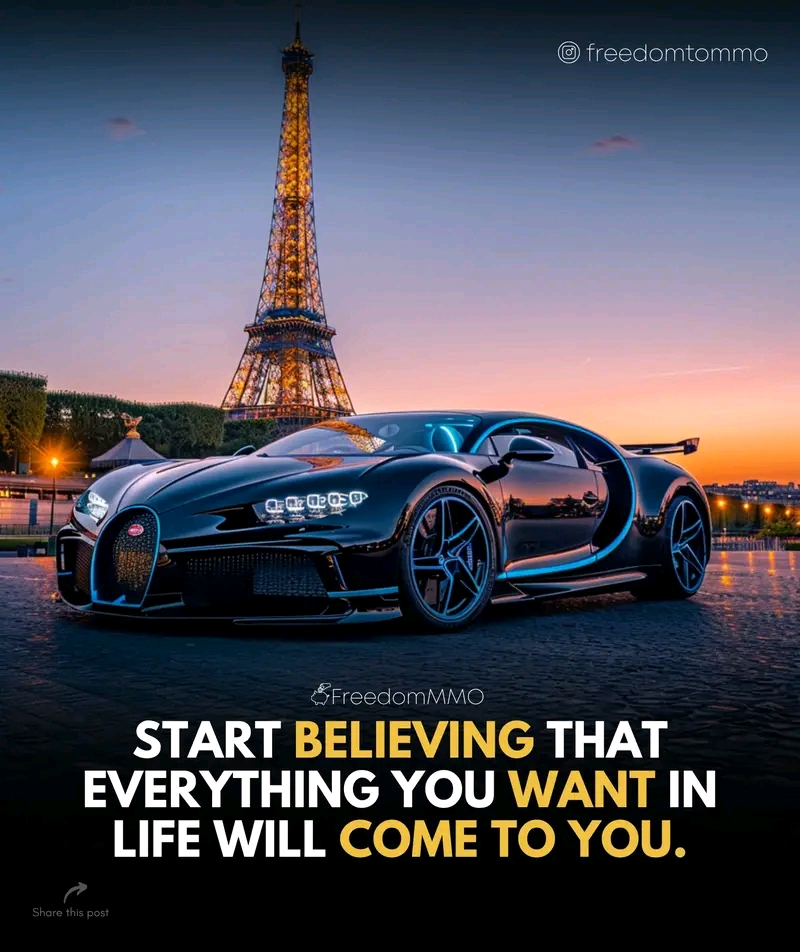 freedomtommo
FreedomMMO
START BELIEVING THAT
EVERYTHING YOU WANT IN
LIFE WILL COME TO YOU.
Share this post